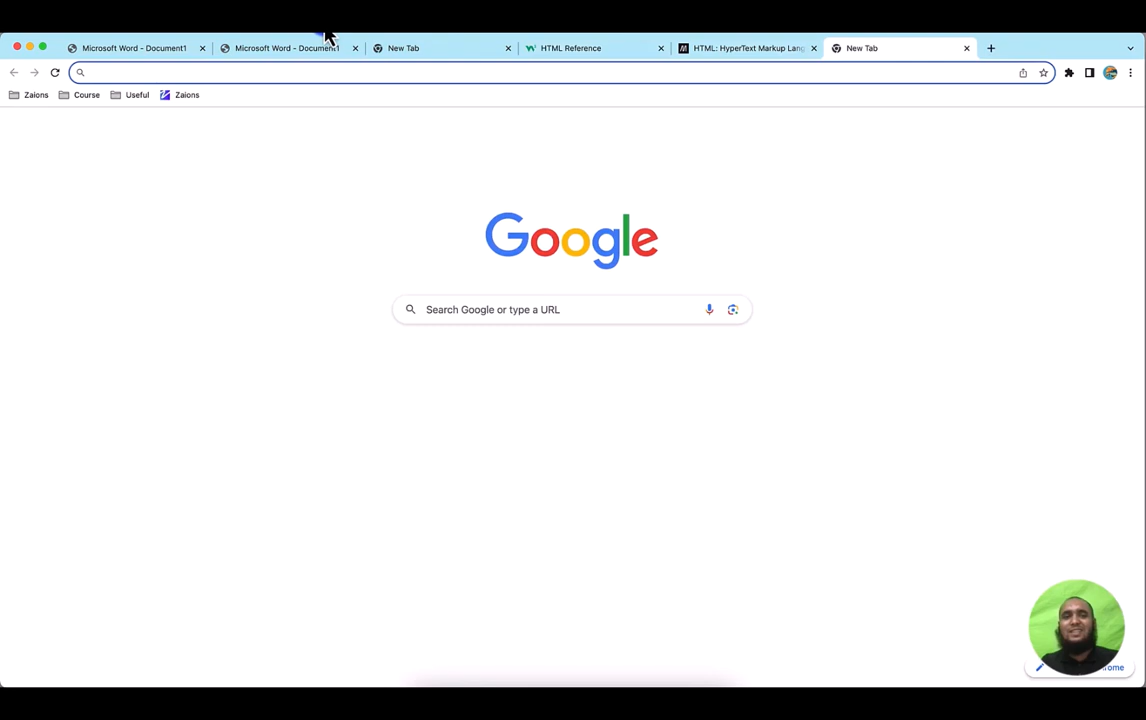 Microsoft Word - Document1
Microsoft Word - Document1
New Tab
HTML Reference
HTML: HyperText Markup Lang
New Tab
Zaions
Course
Useful
Zaions
Google
Search Google or type a URL